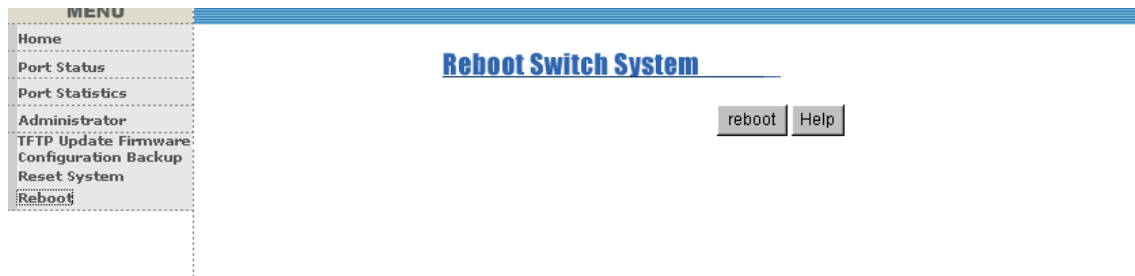 MENU
Home
Port Status
Port Statistics
Administrator
TFTP Update Firmware
Configuration Backup
Reset System
Reboot
Reboot Switch System
reboot Help